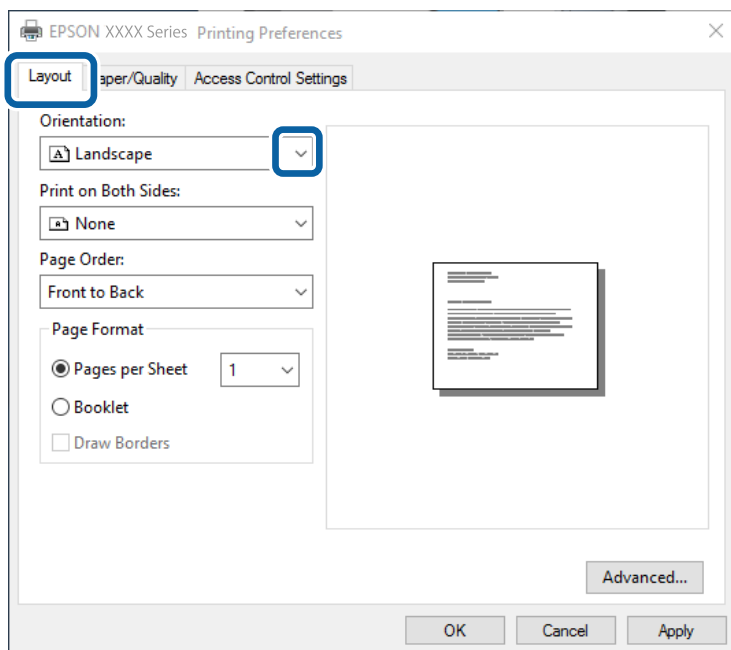 EPSON XXXX Series Printing Preferences
Layout aper/Quality Access Control Settings
Orientation:
A Landscape
Print on Both Sides:
None
Page Order:
Front to Back
Page Format
Pages per Sheet 1
Booklet
Draw Borders
Advanced...
OK Cancel Apply